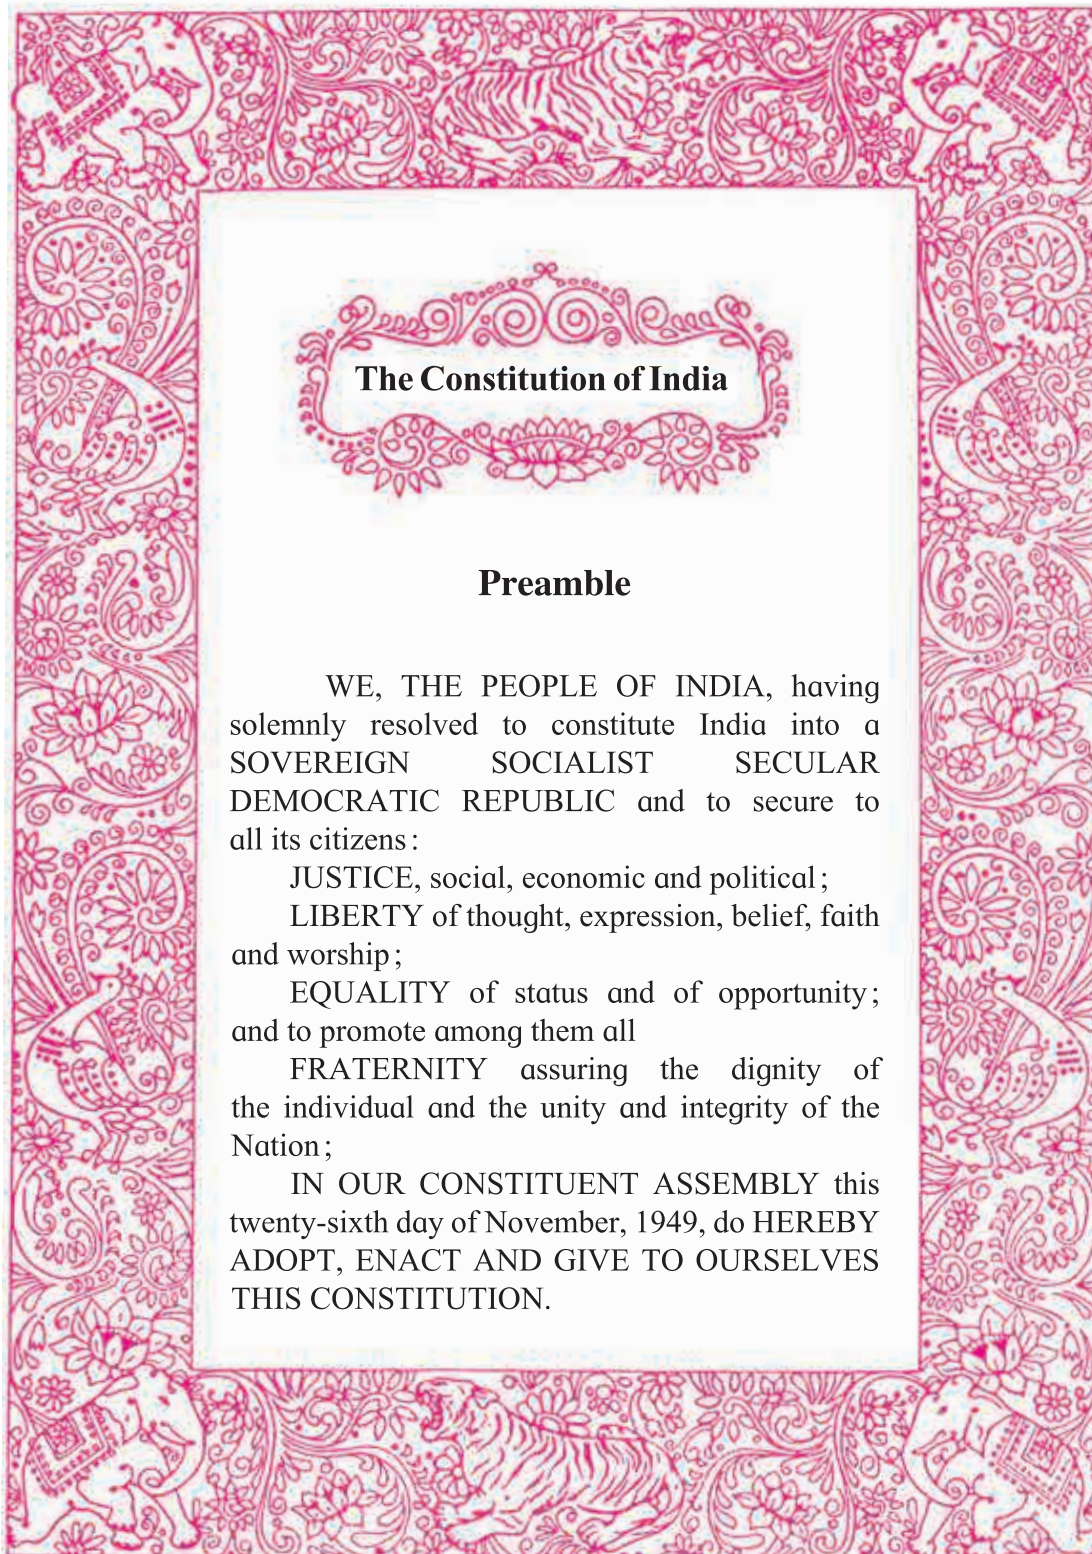 The Constitution of India
Preamble
WE, THE PEOPLE OF INDIA, having
solemnly resolved to constitute India into a
SOVEREIGN SOCIALIST SECULAR
DEMOCRATIC REPUBLIC and to secure to
all its citizens :
JUSTICE, social, economic and political ;
LIBERTY of thought, expression, belief, faith
and worship ;
EQUALITY of status and of opportunity ;
and to promote among them all
FRATERNITY assuring the dignity of
the individual and the unity and integrity of the
Nation ;
IN OUR CONSTITUENT ASSEMBLY this
twenty-sixth day of November, 1949, do HEREBY
ADOPT, ENACT AND GIVE TO OURSELVES
THIS CONSTITUTION.